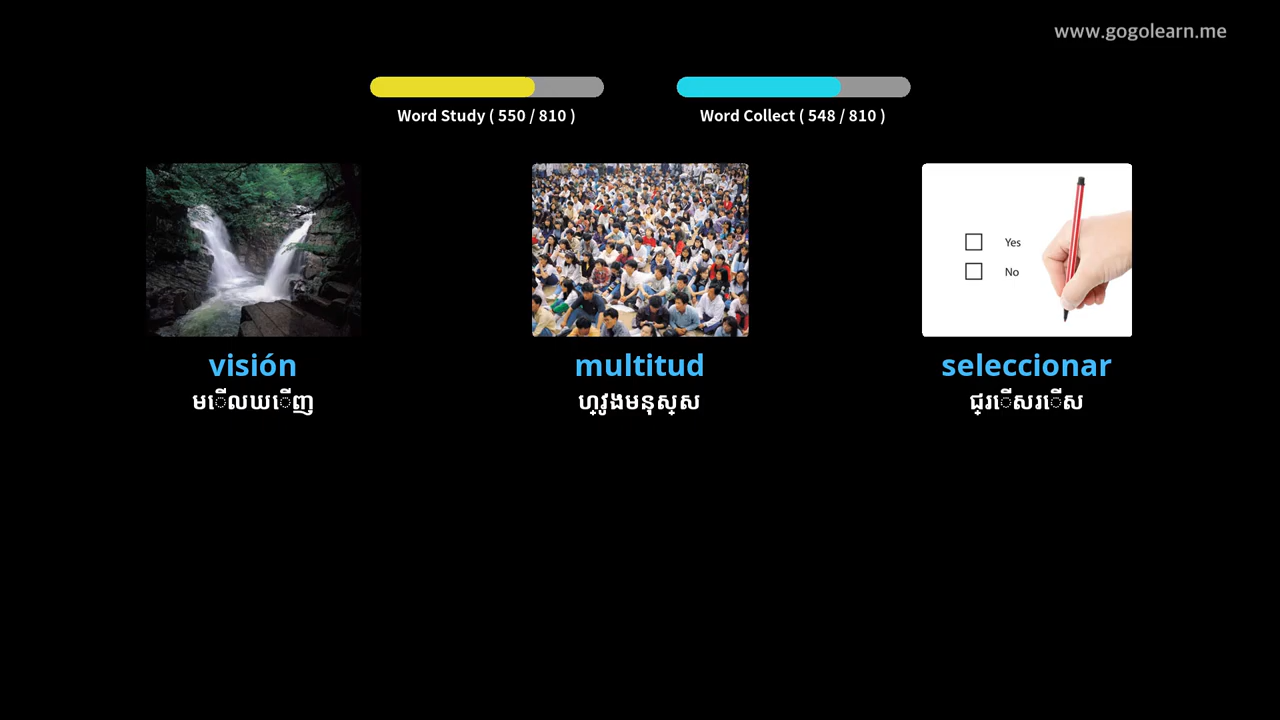 www.gogolearn.me
Word Study ( 550 / 810 )
Word Collect ( 548 / 810 )
Yes
No
visión
multitud
seleccionar
មើលឃើញ
ហ្វូងមនុស្ស
ជ្រើសរើស